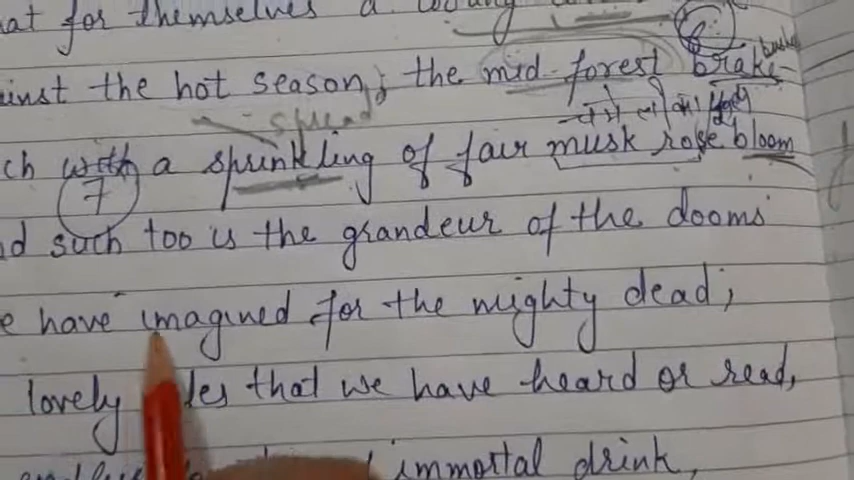 at for themselves a
inst the hot season; the mid-forest brake
bushes
spread
ch with a sprinkling of fair musk rose bloom
7
d such too is the grandeur of the dooms
e have imagined for the mighty dead;
lovely les that we have heard or read,
immortal drink,